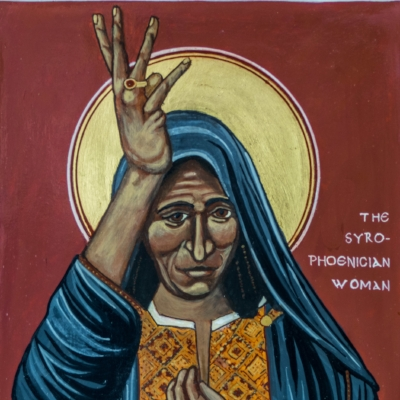 THE
SYRO-
PHOENICIAN
WOMAN